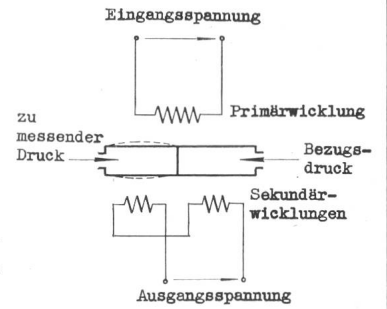 Eingangsspannung
Primärwicklung
zu
messender
Druck
Bezugs-
druck
Sekundär-
wicklungen
Ausgangsspannung